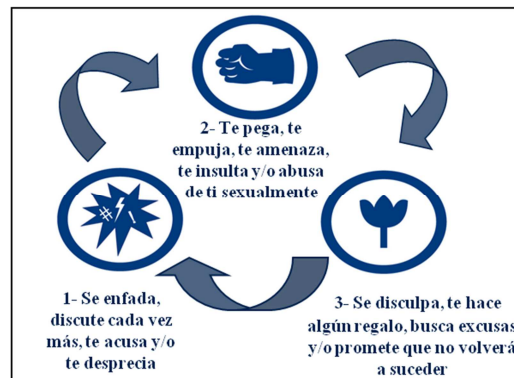 2- Te pega, te
empuja, te amenaza,
te insulta y/o abusa
de ti sexualmente
#!
1- Se enfada,
discute cada vez
más, te acusa y/o
te desprecia
3- Se disculpa, te hace
algún regalo, busca excusas
y/o promete que no volverá
a suceder